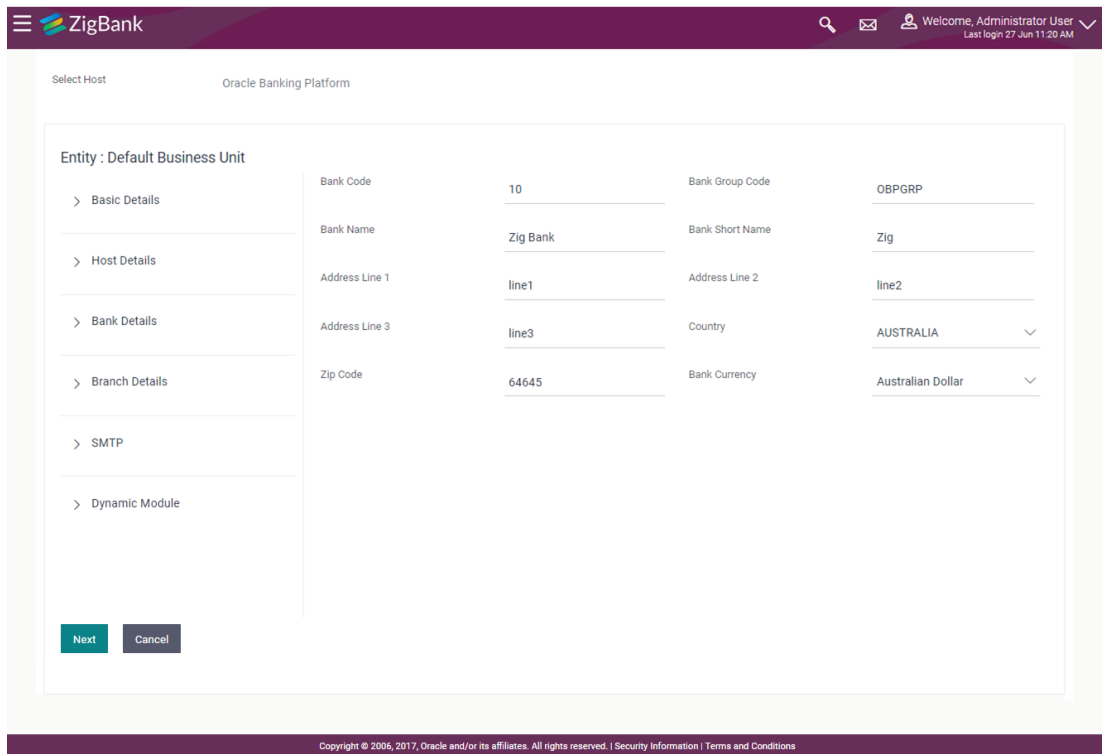 ZigBank
Welcome, Administrator User
Last login 27 Jun 11:20 AM
Select Host
Oracle Banking Platform
Entity : Default Business Unit
Basic Details
Host Details
Bank Details
Branch Details
SMTP
Dynamic Module
Bank Code
10
Bank Group Code
OBPGRP
Bank Name
Zig Bank
Bank Short Name
Zig
Address Line 1
line1
Address Line 2
line2
Address Line 3
line3
Country
AUSTRALIA
Zip Code
64645
Bank Currency
Australian Dollar
Next
Cancel
Copyright © 2006, 2017, Oracle and/or its affiliates. All rights reserved. | Security Information | Terms and Conditions